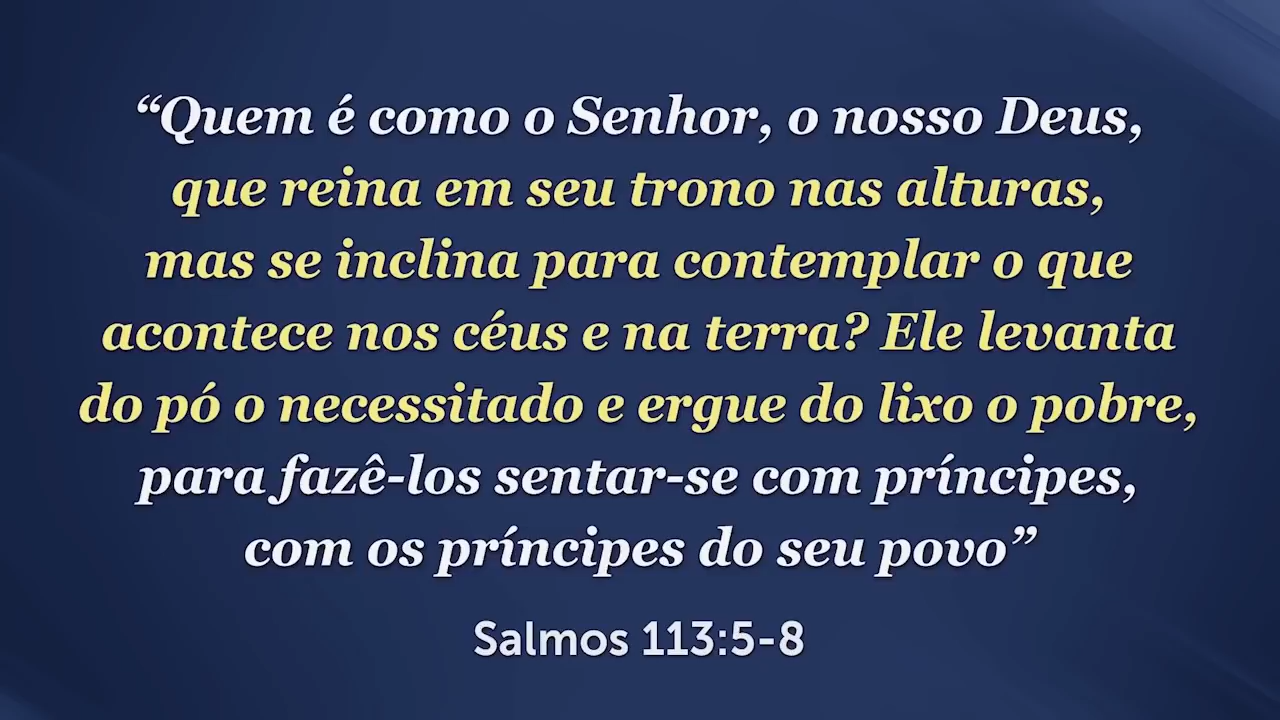 “Quem é como o Senhor, o nosso Deus,
que reina em seu trono nas alturas,
mas se inclina para contemplar o que
acontece nos céus e na terra? Ele levanta
do pó o necessitado e ergue do lixo o pobre,
para fazê-los sentar-se com príncipes,
com os príncipes do seu povo”
Salmos 113:5-8